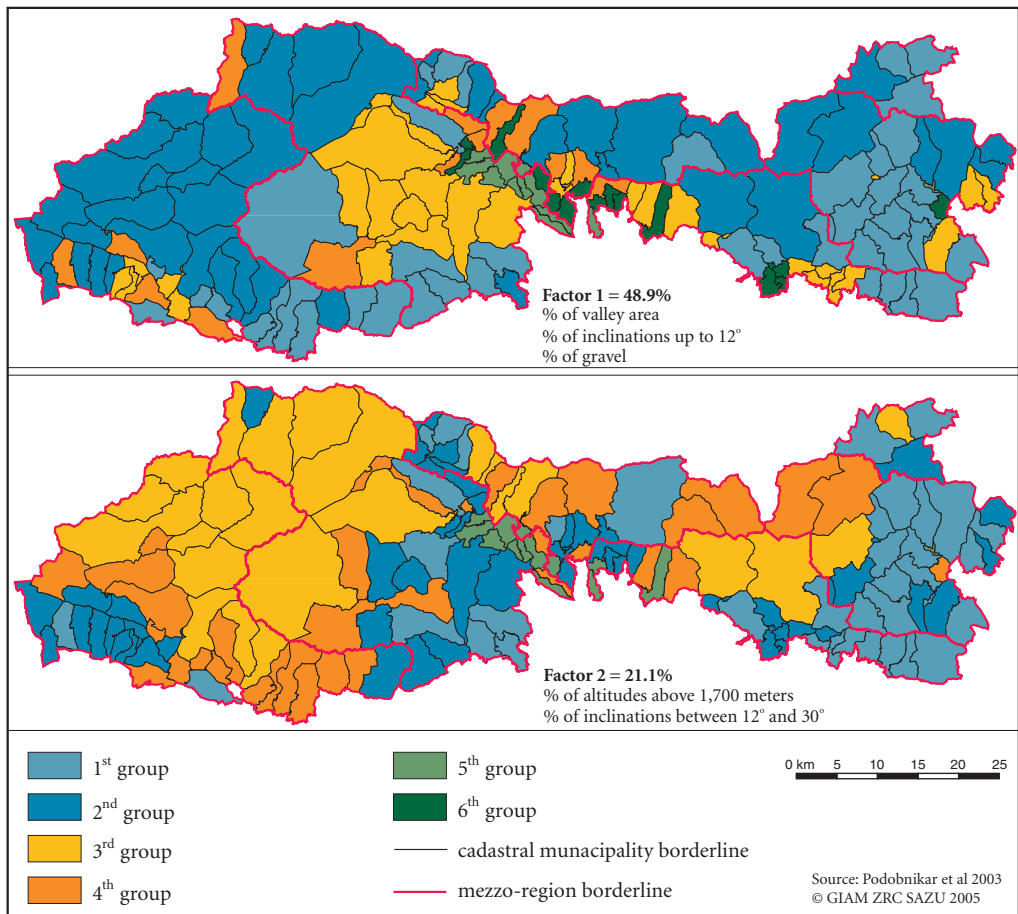 Factor 1 = 48.9%
% of valley area
% of inclinations up to 12°
% of gravel
Factor 2 = 21.1%
% of altitudes above 1,700 meters
% of inclinations between 12° and 30°
1st group
2nd group
3rd group
4th group
5th group
6th group
cadastral munacipality borderline
mezzo-region borderline
0 km 5 10 15 20 25
Source: Podobnikar et al 2003
© GIAM ZRC SAZU 2005